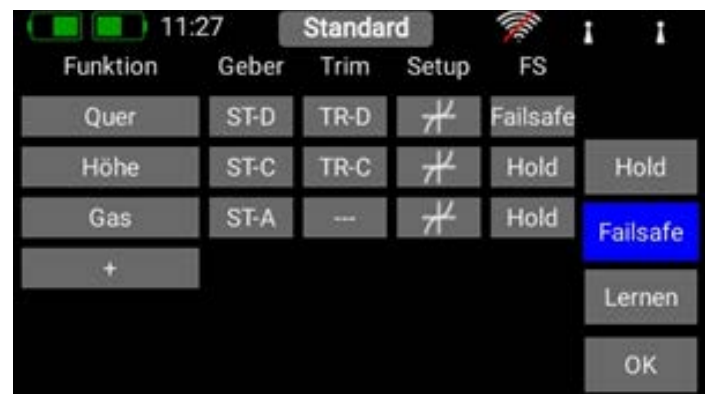 11:27 Standard
Funktion Geber Trim Setup FS
Quer ST-D TR-D Failsafe
Höhe ST-C TR-C Hold Hold
Gas ST-A --- Hold Failsafe
+
Lernen
OK